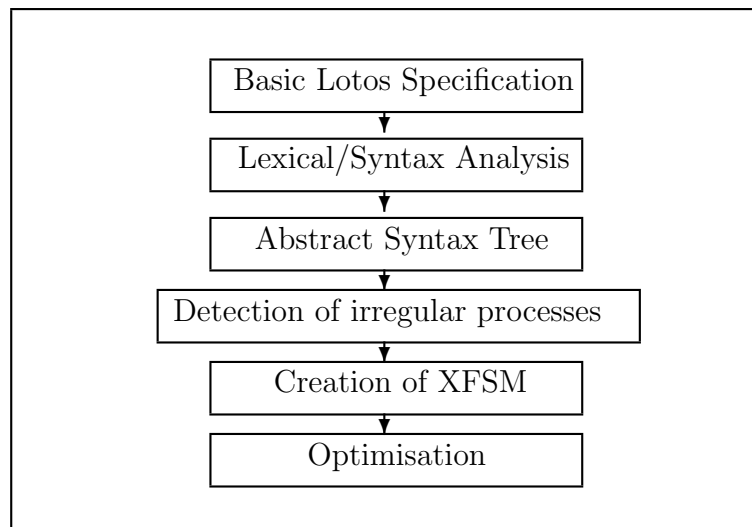 Basic Lotos Specification
Lexical/Syntax Analysis
Abstract Syntax Tree
Detection of irregular processes
Creation of XFSM
Optimisation